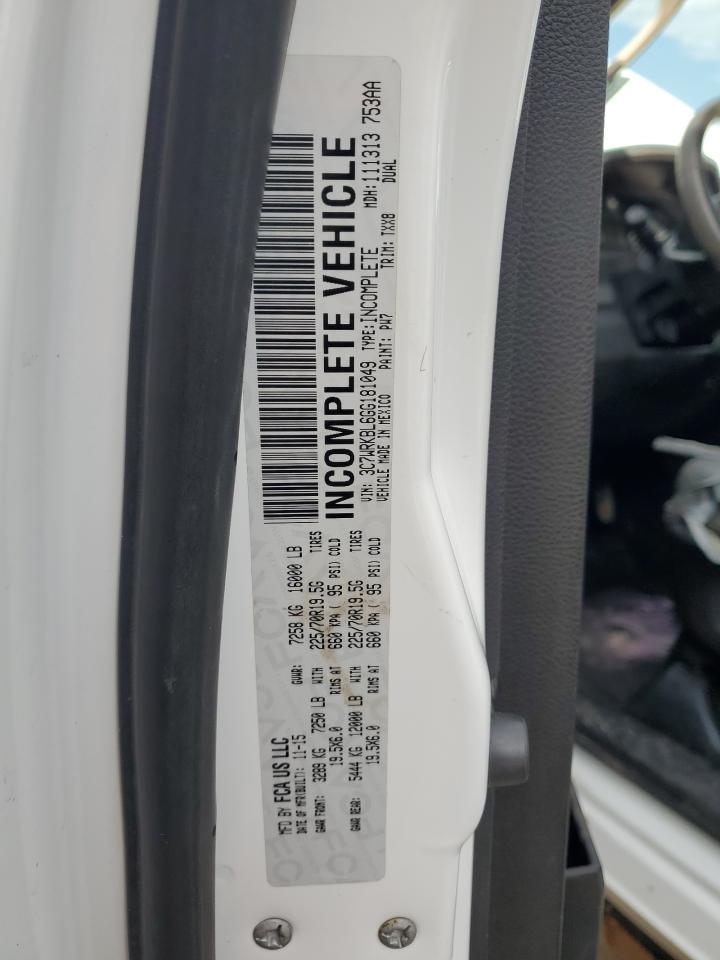 MFD BY FCA US LLC
DATE OF MFR(BUILT): 11-15 GVWR: 7258 KG 16000 LB
GAWR FRONT: 3289 KG 7250 LB WITH 225/70R19.5G TIRES
19.5X6.0 RIMS AT 660 KPA ( 95 PSI) COLD
GAWR REAR: 5444 KG 12000 LB WITH 225/70R19.5G TIRES
19.5X6.0 RIMS AT 660 KPA ( 95 PSI) COLD
INCOMPLETE VEHICLE
VIN: 3C7WRKBL6GG181049 TYPE:INCOMPLETE MDH:111313 753AA
VEHICLE MADE IN MEXICO PAINT: PW7 TRIM: TXX8 DUAL